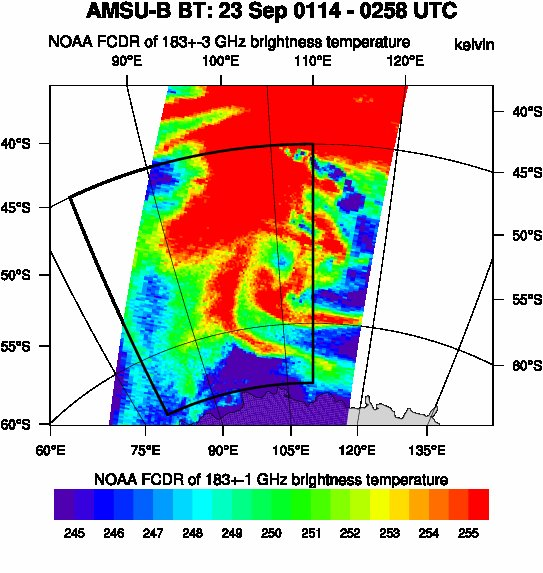 AMSU-B BT: 23 Sep 0114 - 0258 UTC
NOAA FCDR of 183+-3 GHz brightness temperature kelvin
90°E 100°E 110°E 120°E
40°S 40°S
45°S 45°S
50°S 50°S
55°S 55°S
60°S 60°S
60°E 75°E 90°E 105°E 120°E 135°E
NOAA FCDR of 183+-1 GHz brightness temperature
245 246 247 248 249 250 251 252 253 254 255